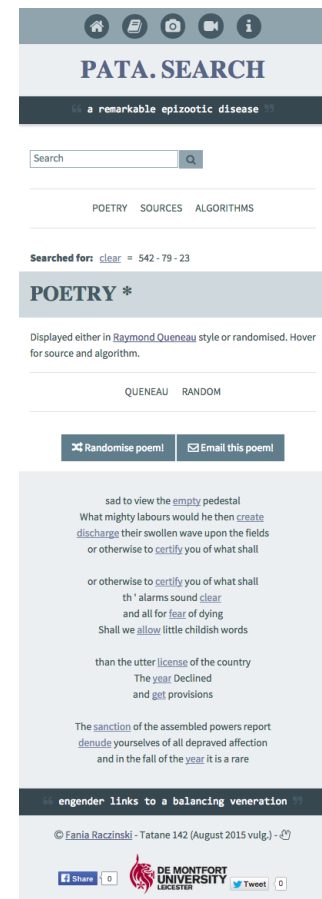 PATA. SEARCH
“ a remarkable epizootic disease ”
Search
POETRY SOURCES ALGORITHMS
Searched for: clear = 542 - 79 - 23
POETRY *
Displayed either in Raymond Queneau style or randomised. Hover
for source and algorithm.
QUENEAU RANDOM
Randomise poem! Email this poem!
sad to view the empty pedestal
What mighty labours would he then create
discharge their swollen wave upon the fields
or otherwise to certify you of what shall
or otherwise to certify you of what shall
th ' alarms sound clear
and all for fear of dying
Shall we allow little childish words
than the utter license of the country
The year Declined
and get provisions
The sanction of the assembled powers report
denude yourselves of all depraved affection
and in the fall of the year it is a rare
“ engender links to a balancing veneration ”
© Fania Raczinski - Tatane 142 (August 2015 vulg.) -
Share 0
DE MONTFORT
UNIVERSITY
LEICESTER
Tweet 0